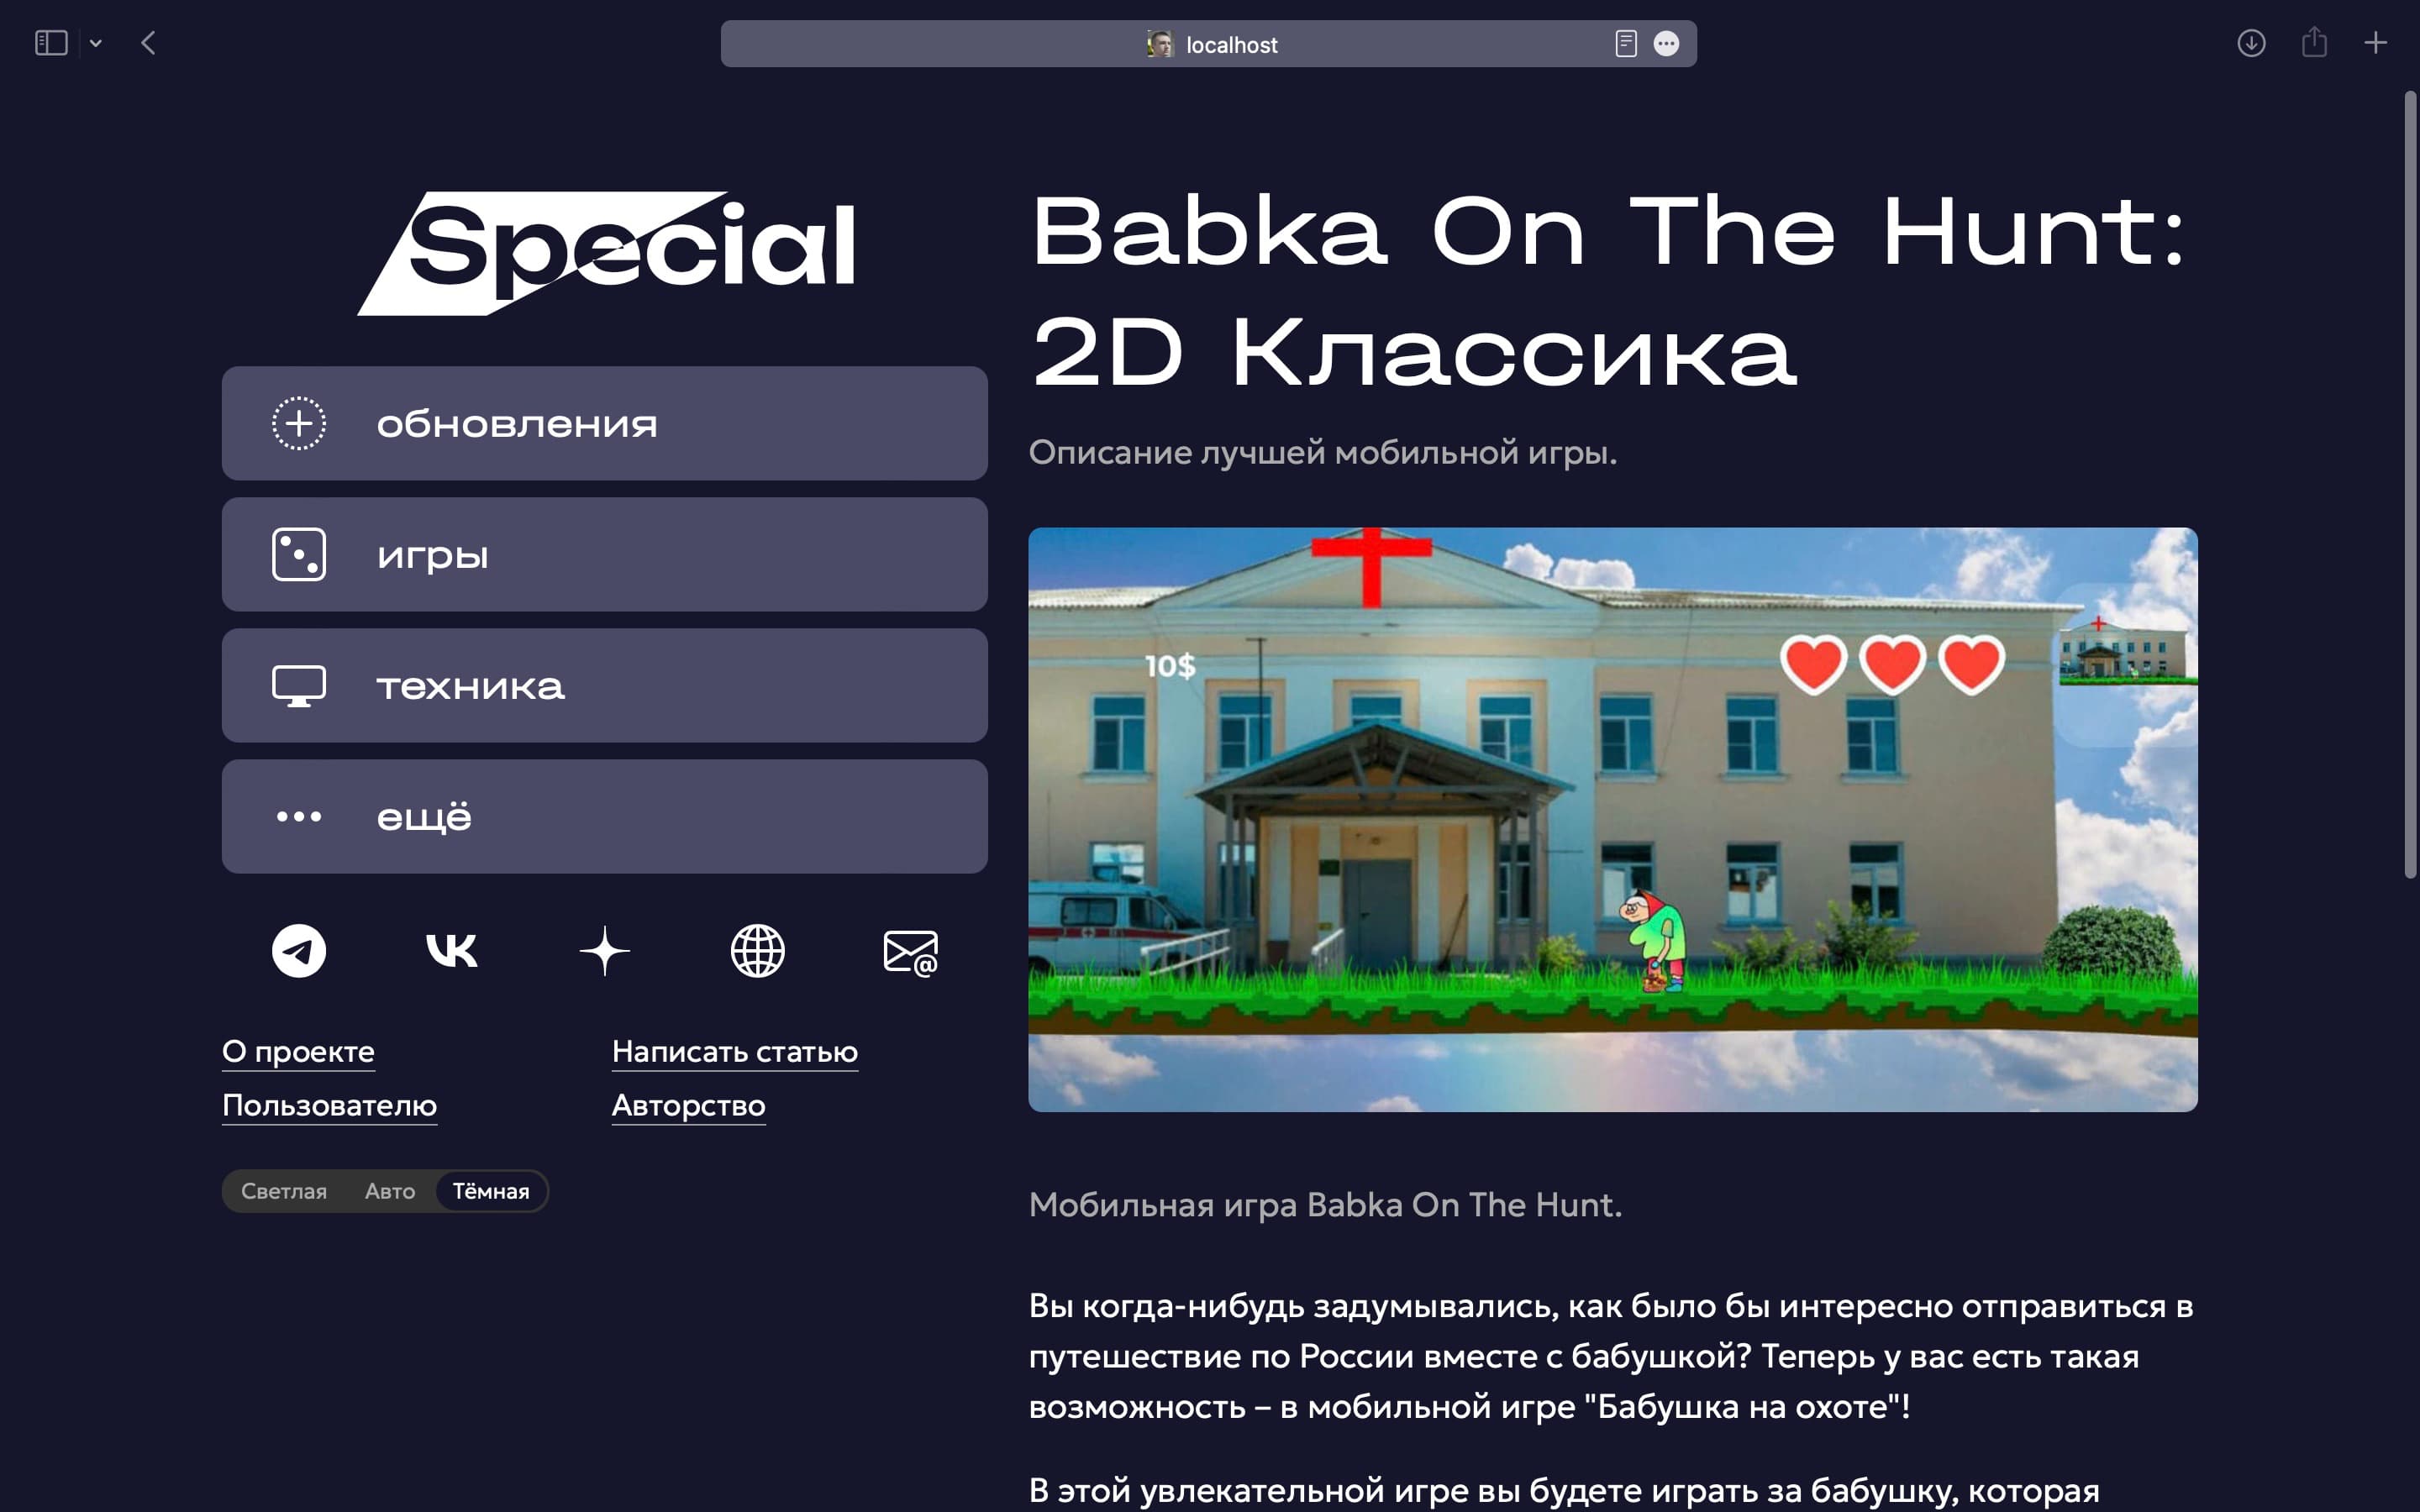 localhost
Special
обновления
игры
техника
ещё
О проекте
Написать статью
Пользователю
Авторство
Светлая
Авто
Тёмная
Babka On The Hunt:
2D Классика
Описание лучшей мобильной игры.
10$
Мобильная игра Babka On The Hunt.
Вы когда-нибудь задумывались, как было бы интересно отправиться в
путешествие по России вместе с бабушкой? Теперь у вас есть такая
возможность – в мобильной игре "Бабушка на охоте"!
В этой увлекательной игре вы будете играть за бабушку, которая